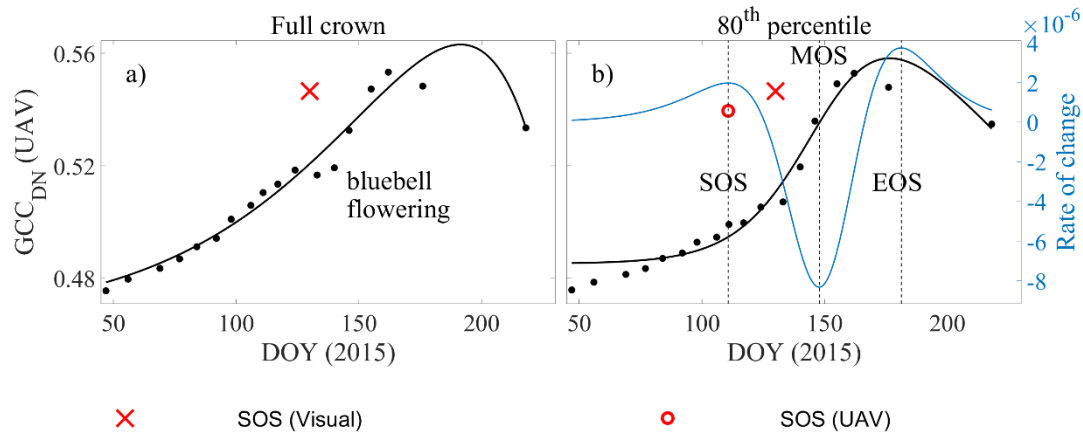 Full crown
80th percentile
×10-6
a)
b)
MOS
SOS
EOS
bluebell
flowering
GCCDN (UAV)
0.56
0.52
0.48
4
2
0
-2
-4
-6
-8
Rate of change
50 100 150 200
50 100 150 200
DOY (2015)
DOY (2015)
SOS (Visual)
SOS (UAV)